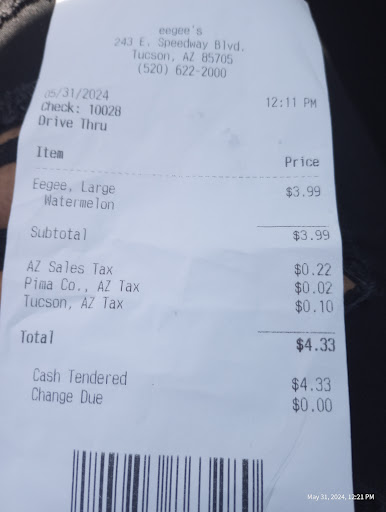 eegee's
243 E. Speedway Blvd.
Tucson, AZ 85705
(520) 622-2000
05/31/2024 12:11 PM
Check: 10028
Drive Thru
Item Price
Eegee, Large $3.99
Watermelon
Subtotal $3.99
AZ Sales Tax $0.22
Pima Co., AZ Tax $0.02
Tucson, AZ Tax $0.10
Total $4.33
Cash Tendered $4.33
Change Due $0.00
May 31, 2024, 12:21 PM